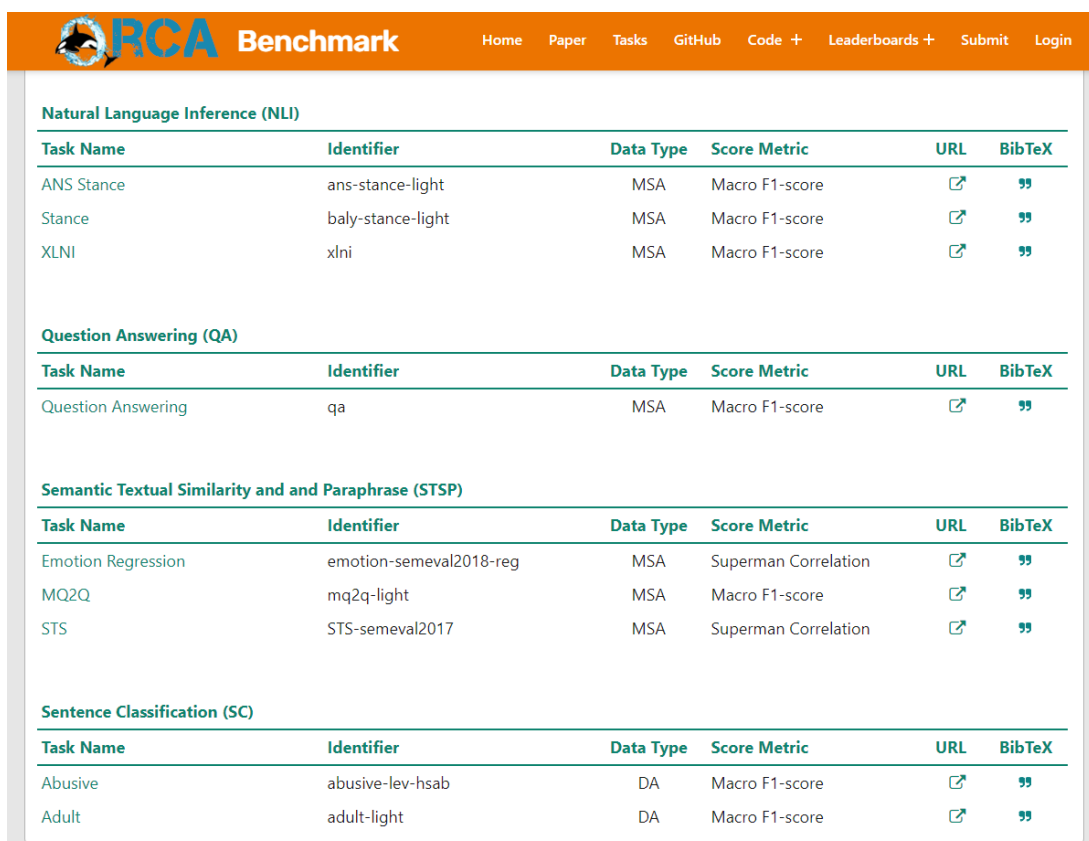 ORCA Benchmark Home Paper Tasks GitHub Code + Leaderboards + Submit Login
Natural Language Inference (NLI)
Task Name Identifier Data Type Score Metric URL BibTeX
ANS Stance ans-stance-light MSA Macro F1-score
Stance baly-stance-light MSA Macro F1-score
XLNI xlni MSA Macro F1-score
Question Answering (QA)
Task Name Identifier Data Type Score Metric URL BibTeX
Question Answering qa MSA Macro F1-score
Semantic Textual Similarity and and Paraphrase (STSP)
Task Name Identifier Data Type Score Metric URL BibTeX
Emotion Regression emotion-semeval2018-reg MSA Superman Correlation
MQ2Q mq2q-light MSA Macro F1-score
STS STS-semeval2017 MSA Superman Correlation
Sentence Classification (SC)
Task Name Identifier Data Type Score Metric URL BibTeX
Abusive abusive-lev-hsab DA Macro F1-score
Adult adult-light DA Macro F1-score